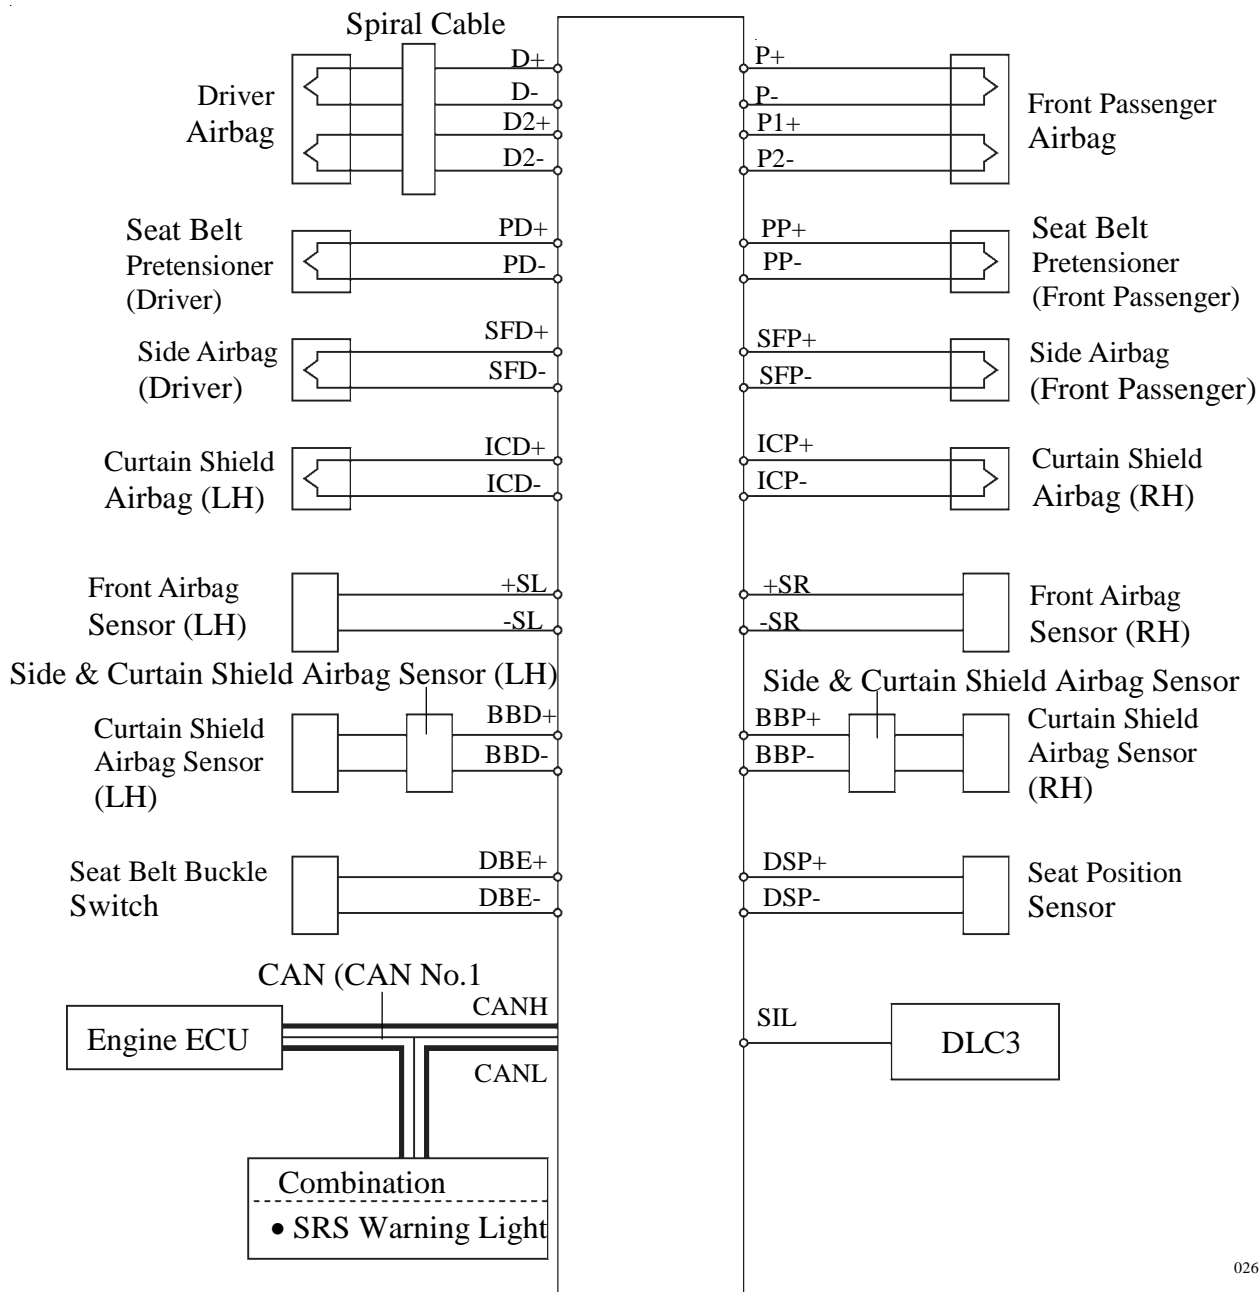 Spiral Cable
D+
D-
D2+
D2-
Driver
Airbag
P+
P-
P1+
P2-
Front Passenger
Airbag
Seat Belt
Pretensioner
(Driver)
PD+
PD-
PP+
PP-
Seat Belt
Pretensioner
(Front Passenger)
Side Airbag
(Driver)
SFD+
SFD-
SFP+
SFP-
Side Airbag
(Front Passenger)
Curtain Shield
Airbag (LH)
ICD+
ICD-
ICP+
ICP-
Curtain Shield
Airbag (RH)
Front Airbag
Sensor (LH)
+SL
-SL
+SR
-SR
Front Airbag
Sensor (RH)
Side & Curtain Shield Airbag Sensor (LH)
Side & Curtain Shield Airbag Sensor
Curtain Shield
Airbag Sensor
(LH)
BBD+
BBD-
BBP+
BBP-
Curtain Shield
Airbag Sensor
(RH)
Seat Belt Buckle
Switch
DBE+
DBE-
DSP+
DSP-
Seat Position
Sensor
CAN (CAN No.1
CANH
Engine ECU
CANL
SIL
DLC3
Combination
• SRS Warning Light
026